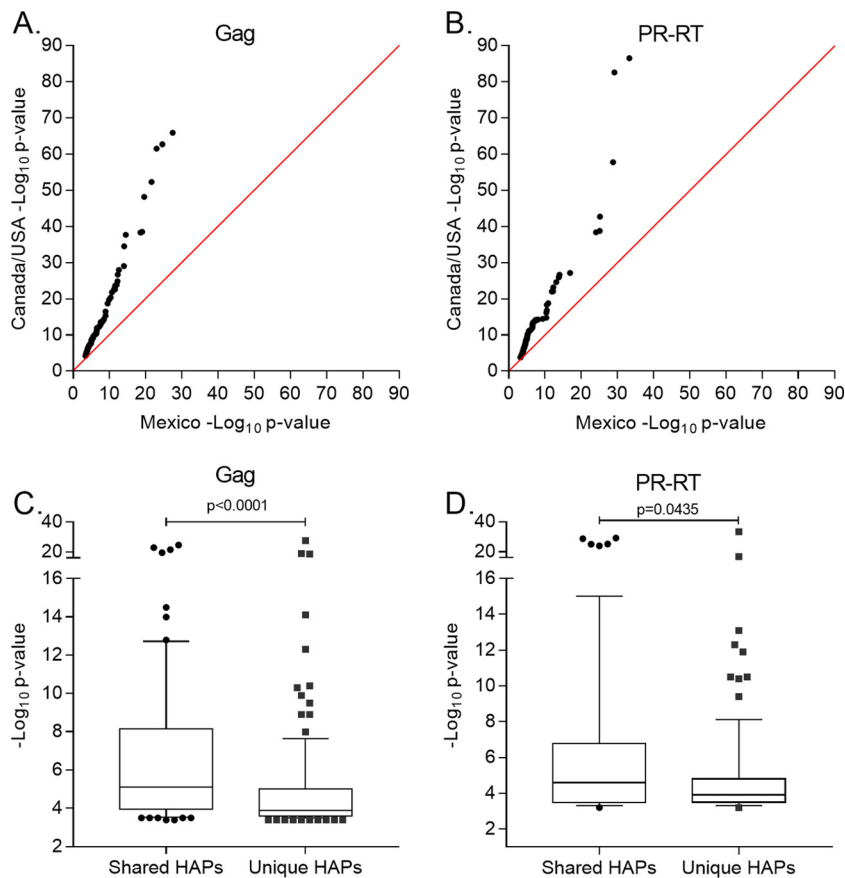 A.
Gag
90
80
70
60
50
40
30
20
10
0
Canada/USA -Log10 p-value
0 10 20 30 40 50 60 70 80 90
Mexico -Log10 p-value
B.
PR-RT
90
80
70
60
50
40
30
20
10
0
Canada/USA -Log10 p-value
0 10 20 30 40 50 60 70 80 90
Mexico -Log10 p-value
C.
Gag
p<0.0001
40
20
16
14
12
10
8
6
4
2
-Log10 p-value
Shared HAPs Unique HAPs
D.
PR-RT
p=0.0435
40
20
16
14
12
10
8
6
4
2
-Log10 p-value
Shared HAPs Unique HAPs